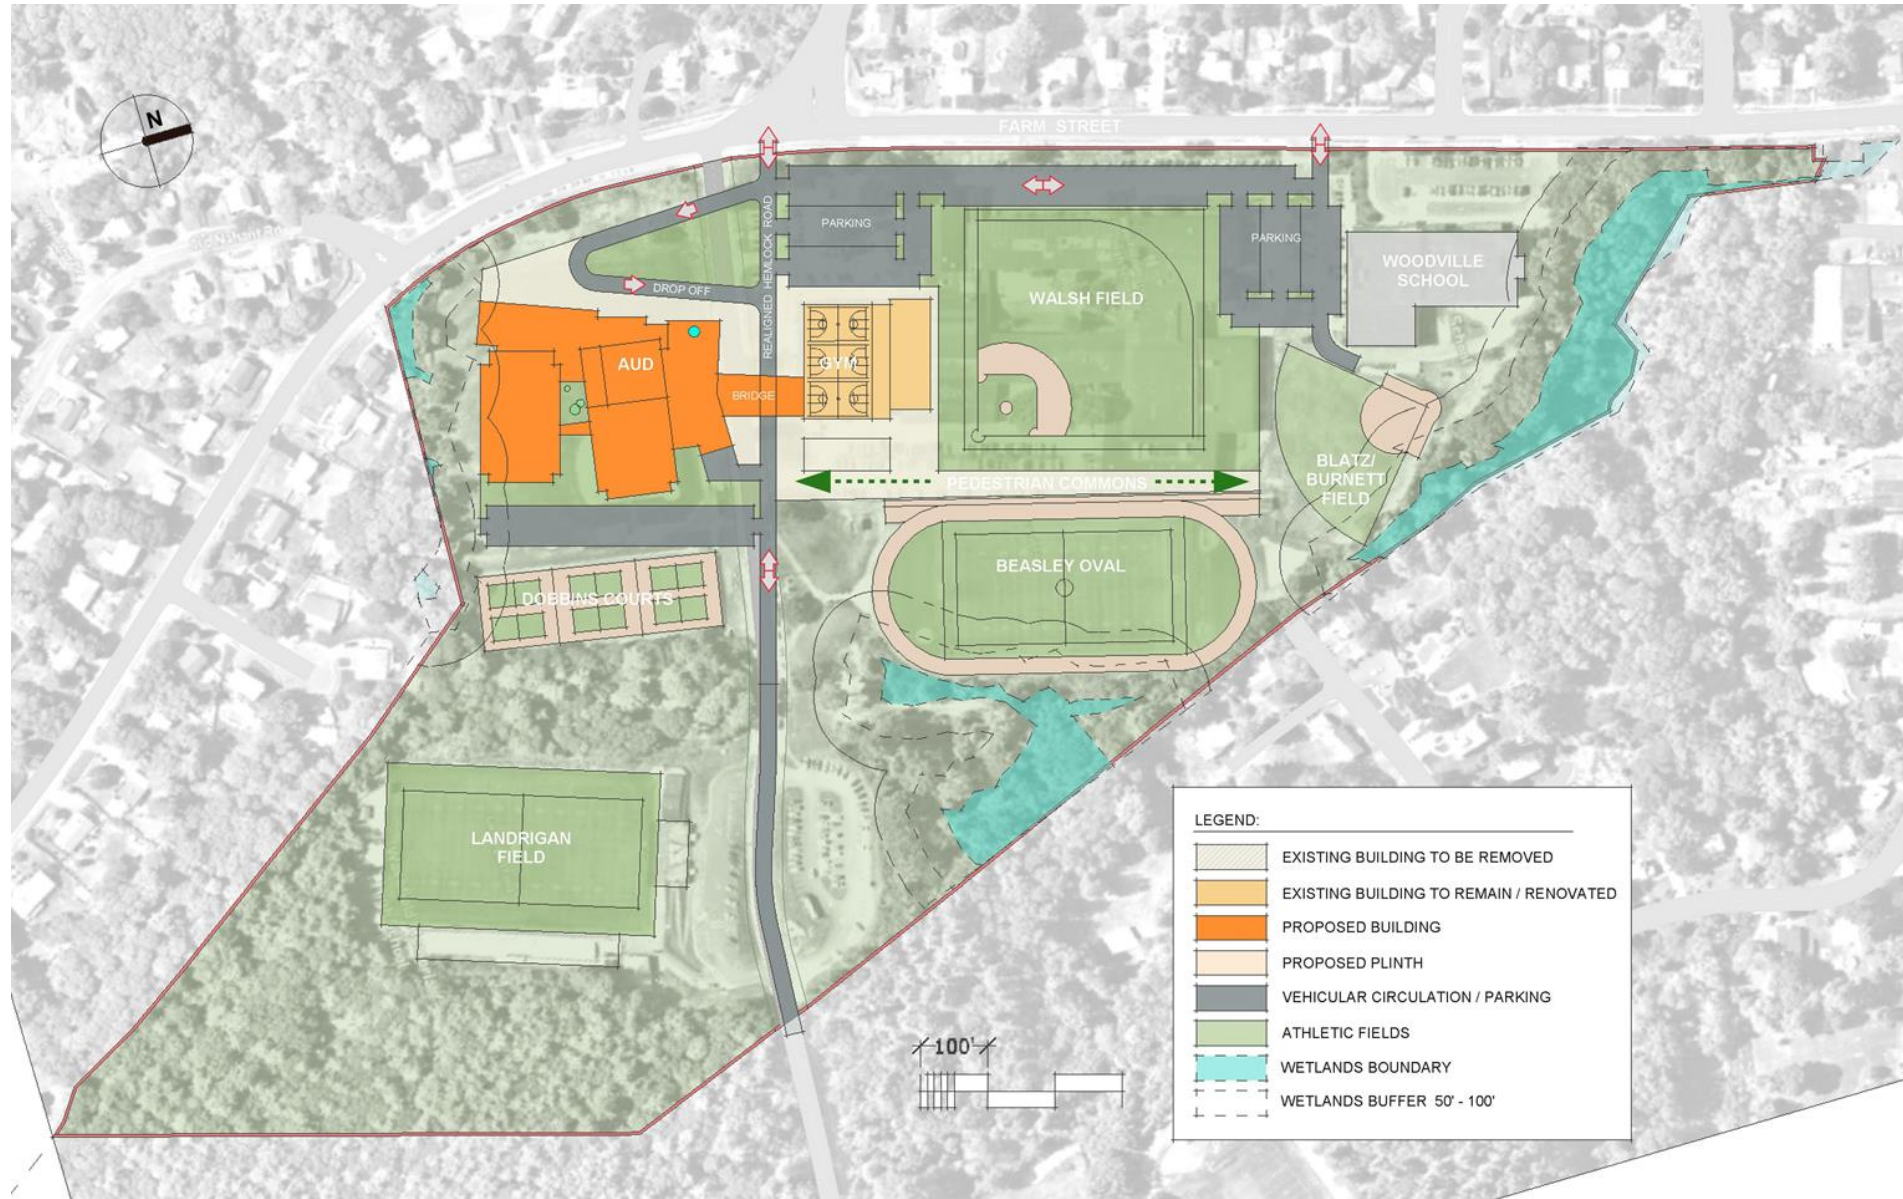 N
FARM STREET
REALIGNED HEMLOCK ROAD
PARKING
PARKING
WOODVILLE
SCHOOL
DROP OFF
WALSH FIELD
AUD
GYM
BRIDGE
BLATZ/
BURNETT
FIELD
PEDESTRIAN COMMONS
BEASLEY OVAL
DOBBINS COURTS
LANDRIGAN
FIELD
100'
LEGEND:
EXISTING BUILDING TO BE REMOVED
EXISTING BUILDING TO REMAIN / RENOVATED
PROPOSED BUILDING
PROPOSED PLINTH
VEHICULAR CIRCULATION / PARKING
ATHLETIC FIELDS
WETLANDS BOUNDARY
WETLANDS BUFFER 50' - 100'